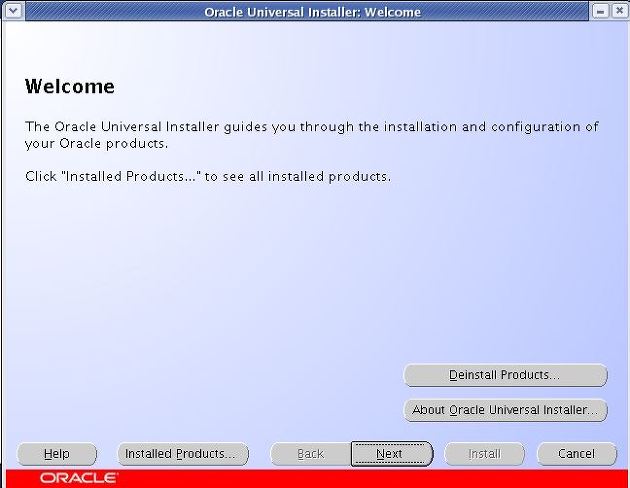 Oracle Universal Installer: Welcome
Welcome
The Oracle Universal Installer guides you through the installation and configuration of
your Oracle products.
Click "Installed Products..." to see all installed products.
Deinstall Products...
About Oracle Universal Installer...
Help
Installed Products...
Back
Next
Install
Cancel
ORACLE